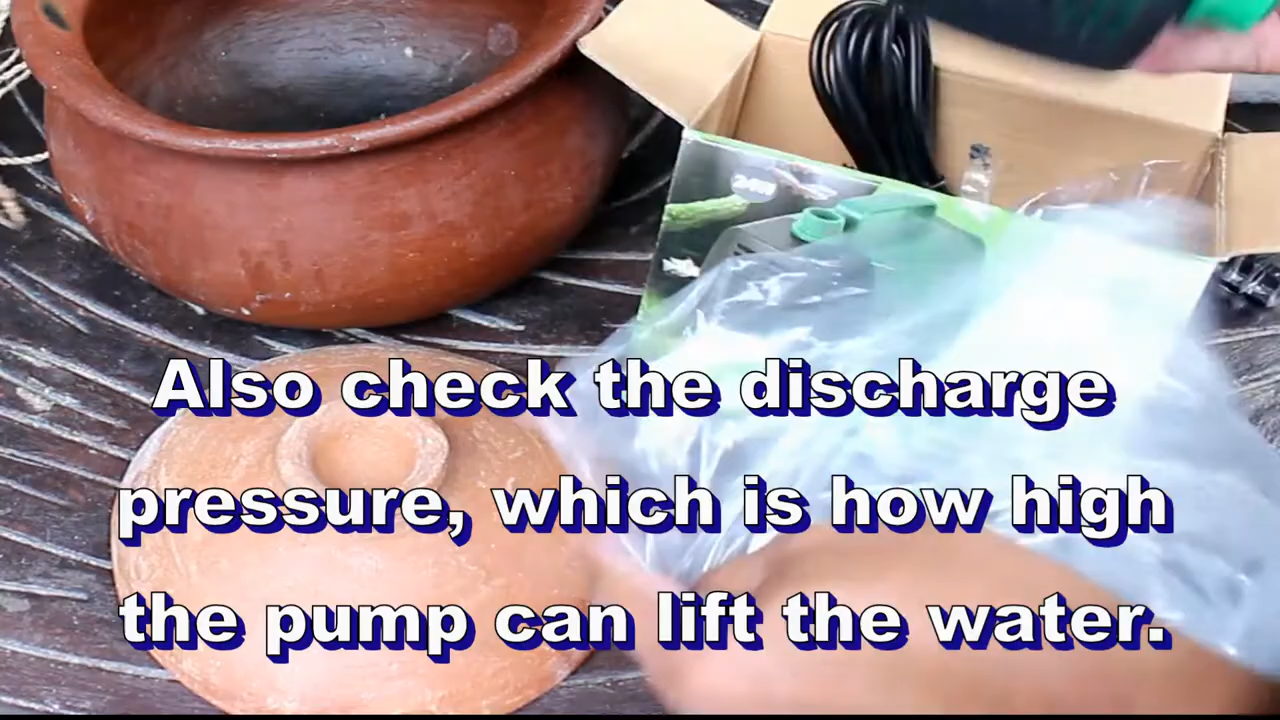 Also check the discharge
pressure, which is how high
the pump can lift the water.